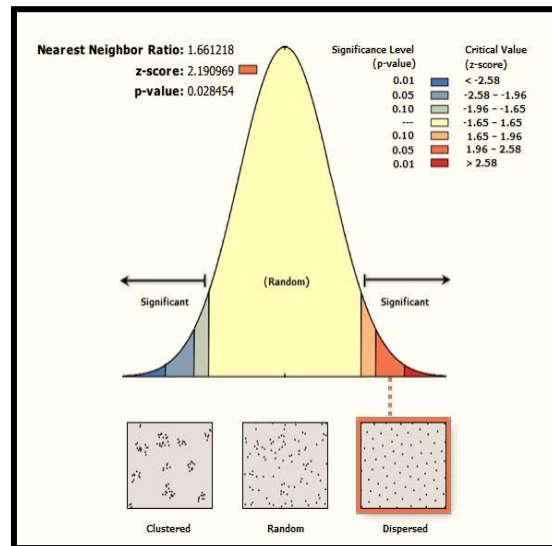 Nearest Neighbor Ratio: 1.661218
z-score: 2.190969
p-value: 0.028454
Significance Level
(p-value)
Critical Value
(z-score)
0.01 < -2.58
0.05 -2.58 – -1.96
0.10 -1.96 – -1.65
--- -1.65 – 1.65
0.10 1.65 – 1.96
0.05 1.96 – 2.58
0.01 > 2.58
Significant
(Random)
Significant
Clustered
Random
Dispersed